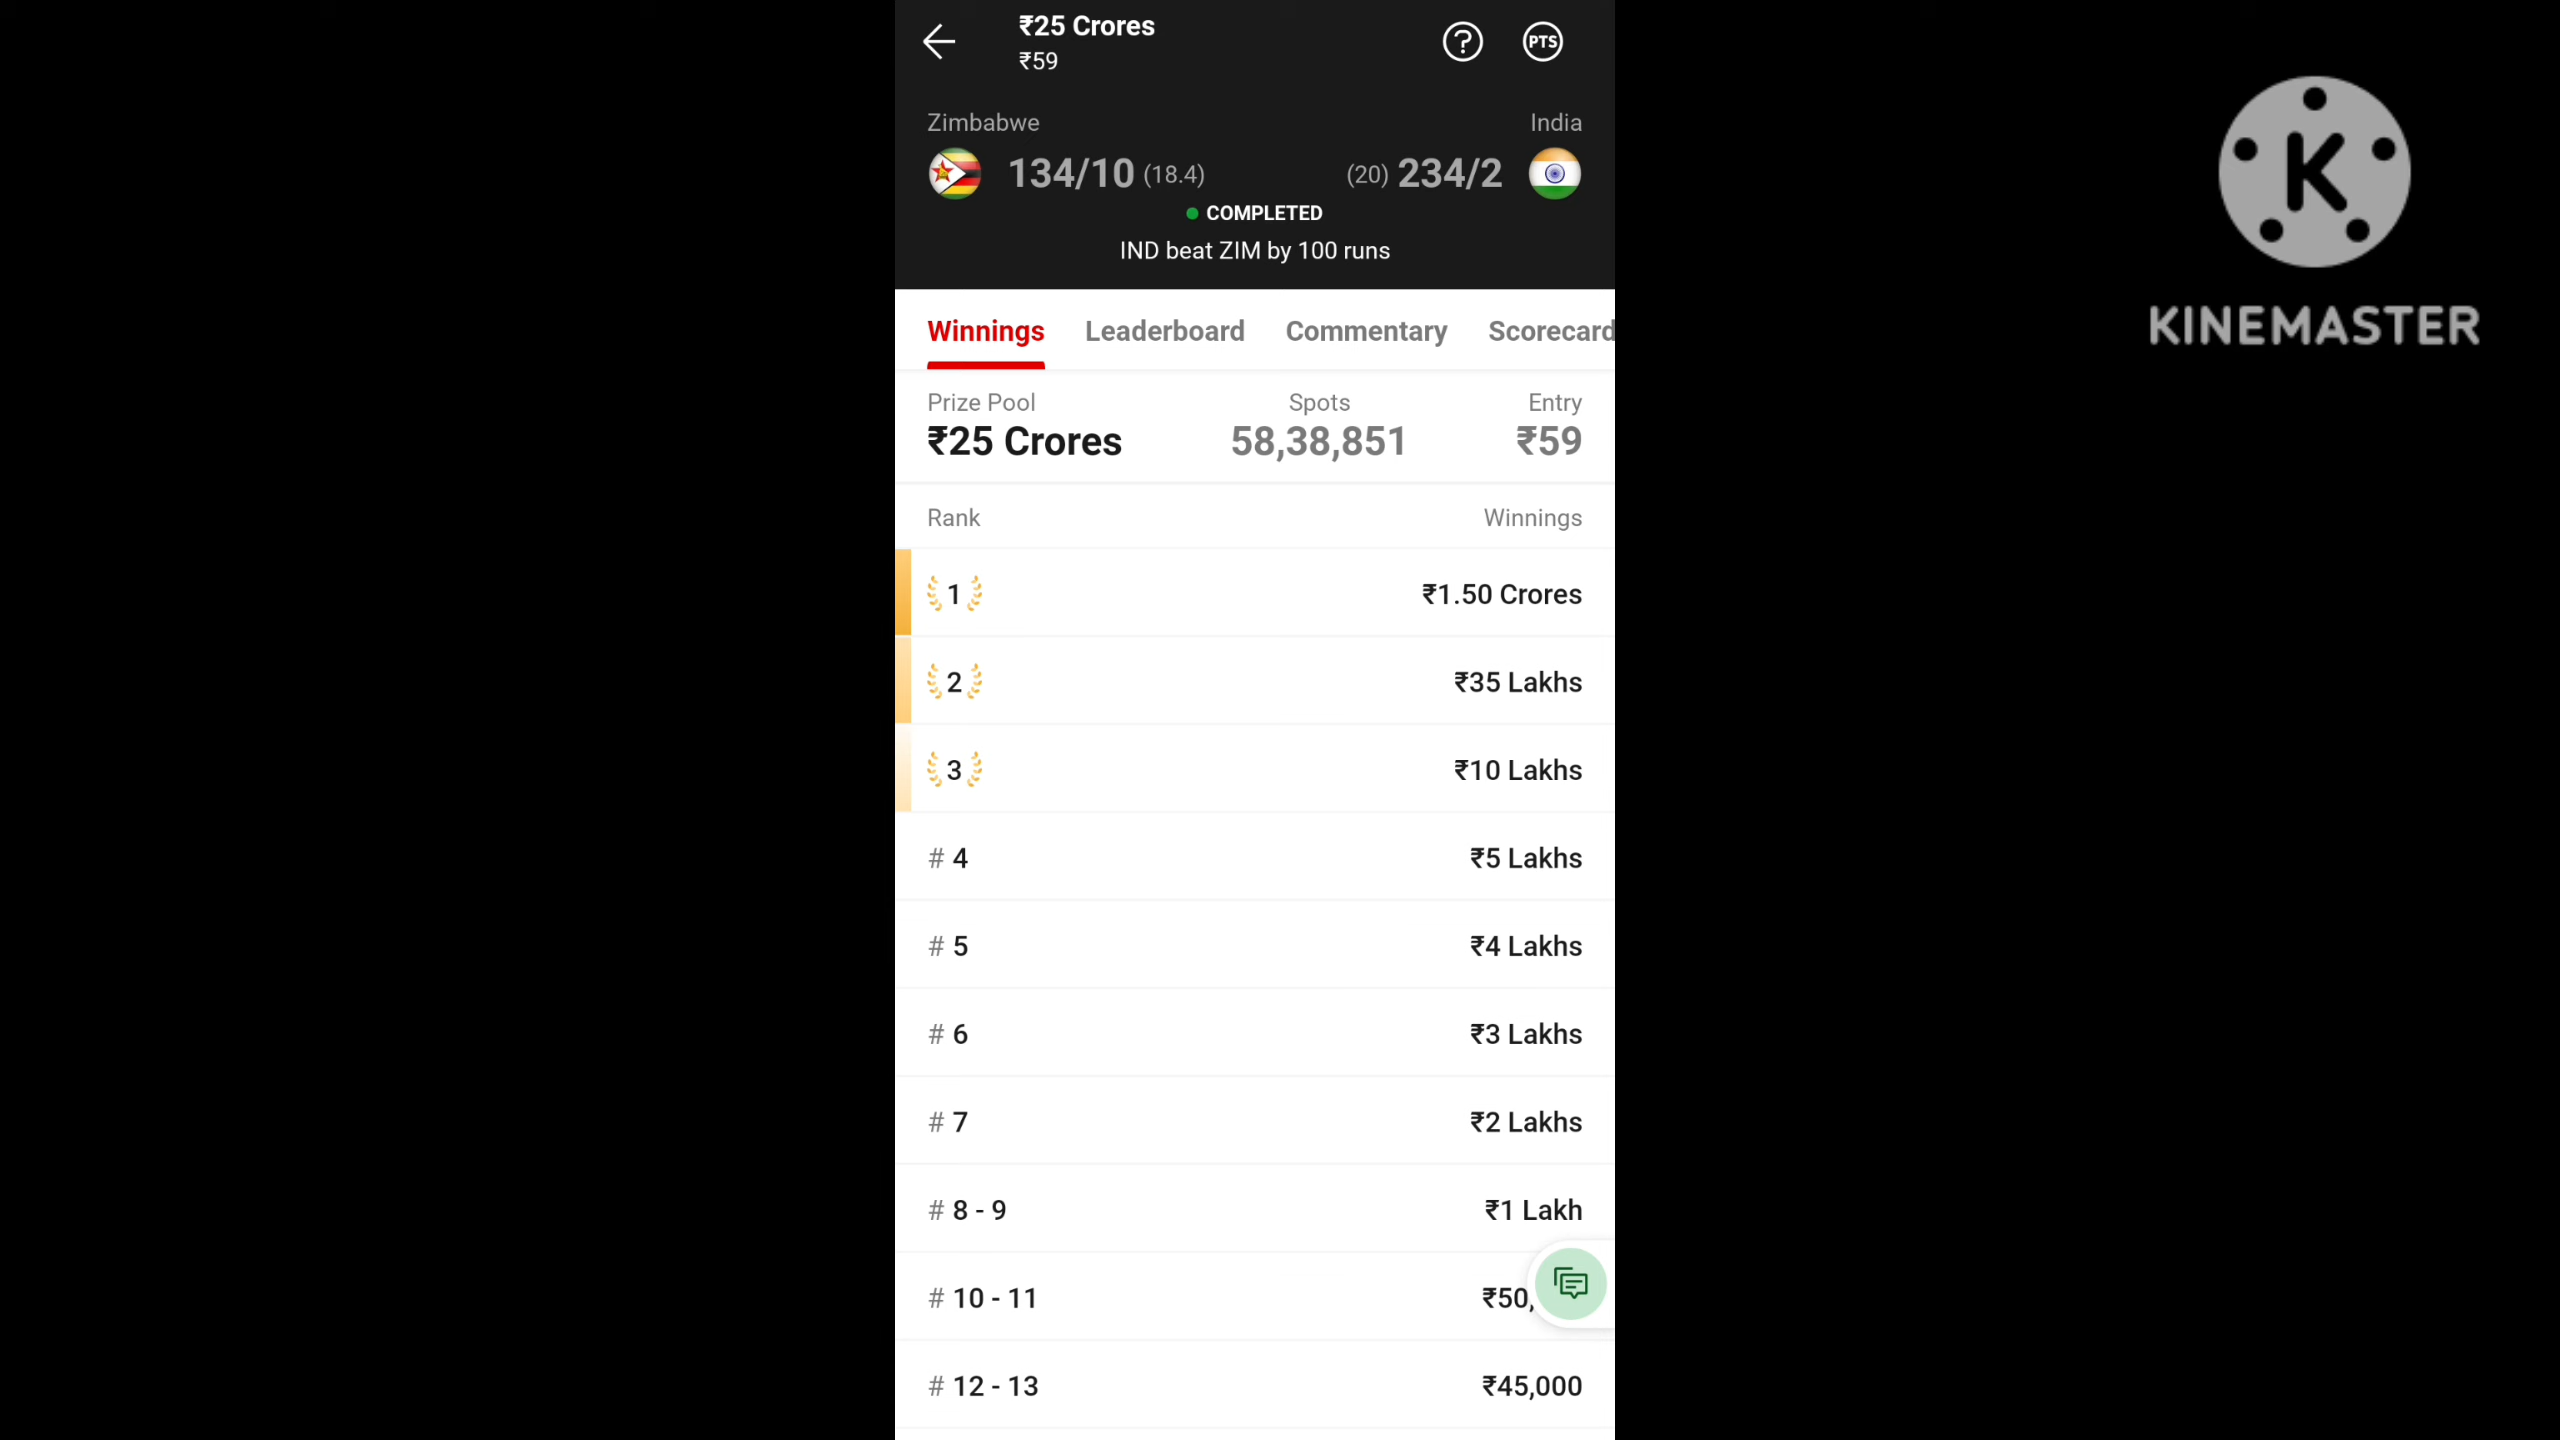 ₹25 Crores
₹59
PTS
Zimbabwe
India
134/10 (18.4)
(20) 234/2
COMPLETED
IND beat ZIM by 100 runs
Winnings Leaderboard Commentary Scorecard
Prize Pool Spots Entry
₹25 Crores 58,38,851 ₹59
Rank Winnings
1 ₹1.50 Crores
2 ₹35 Lakhs
3 ₹10 Lakhs
# 4 ₹5 Lakhs
# 5 ₹4 Lakhs
# 6 ₹3 Lakhs
# 7 ₹2 Lakhs
# 8 - 9 ₹1 Lakh
# 10 - 11 ₹50,
# 12 - 13 ₹45,000
K
KINEMASTER